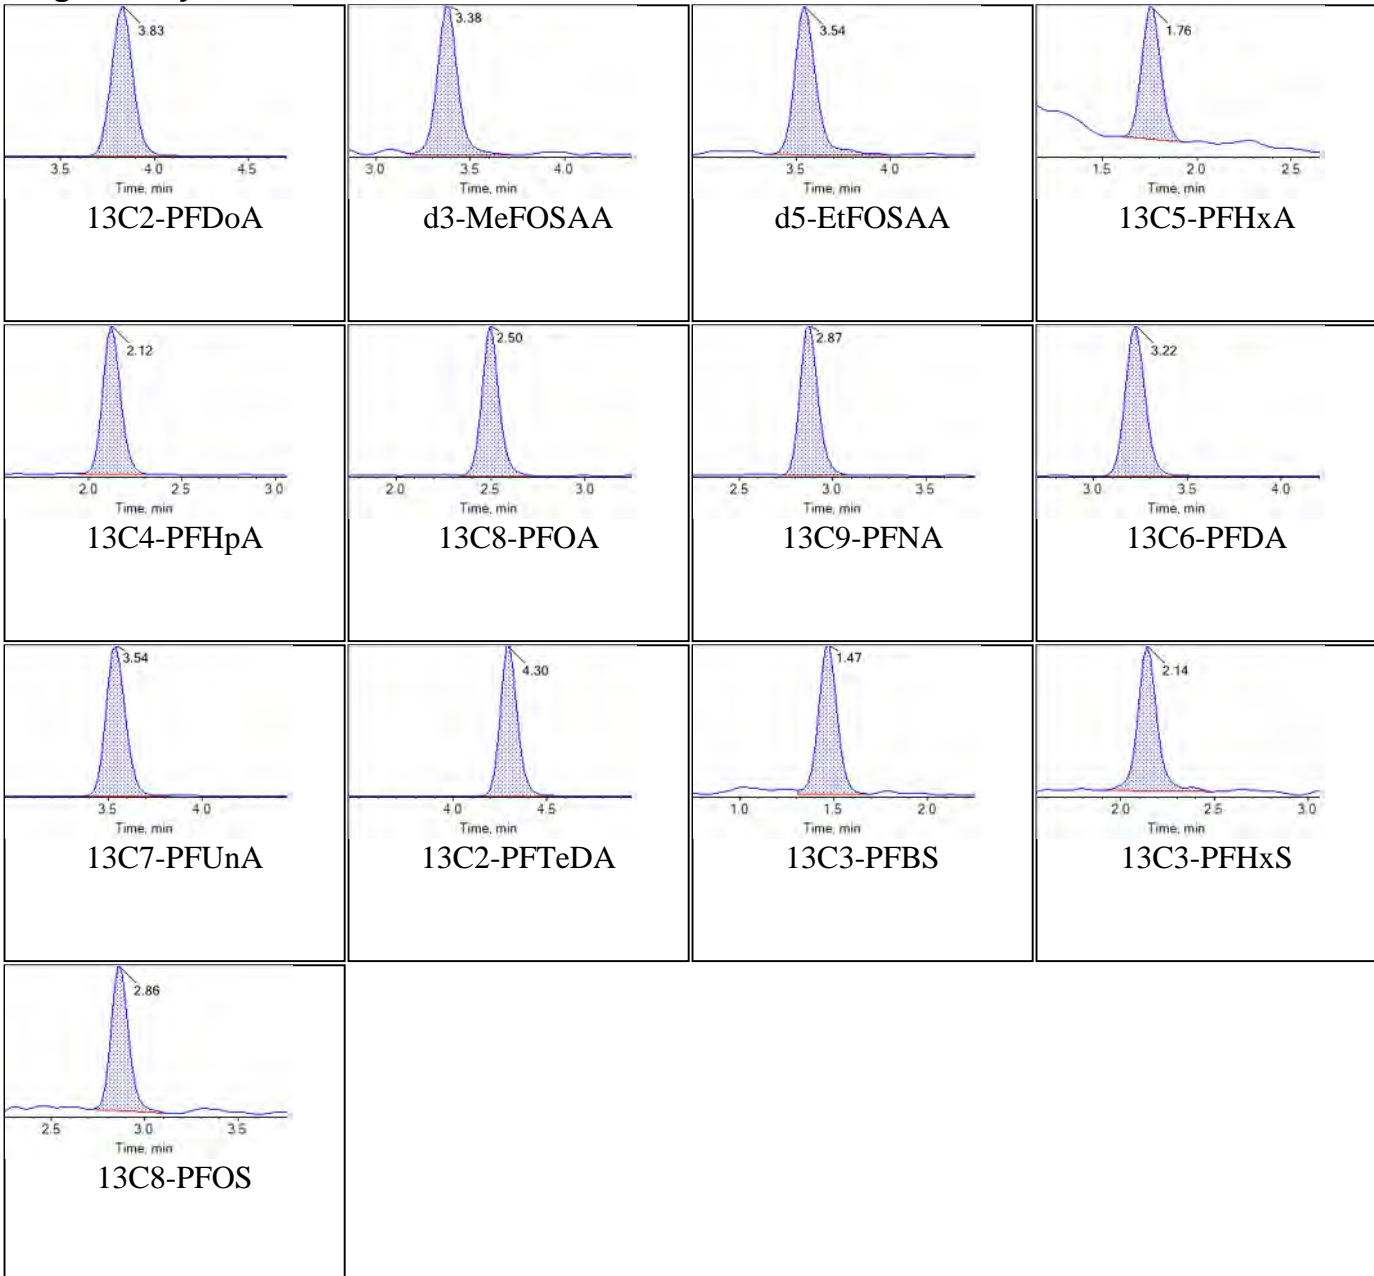 3.83
3.5 4.0 4.5
Time, min
13C2-PFDoA
3.38
3.0 3.5 4.0
Time, min
d3-MeFOSAA
3.54
3.5 4.0
Time, min
d5-EtFOSAA
1.76
1.5 2.0 2.5
Time, min
13C5-PFHxA
2.12
2.0 2.5 3.0
Time, min
13C4-PFHpA
2.50
2.0 2.5 3.0
Time, min
13C8-PFOA
2.87
2.5 3.0 3.5
Time, min
13C9-PFNA
3.22
3.0 3.5 4.0
Time, min
13C6-PFDA
3.54
3.5 4.0
Time, min
13C7-PFUnA
4.30
4.0 4.5
Time, min
13C2-PFTeDA
1.47
1.0 1.5 2.0
Time, min
13C3-PFBS
2.14
2.0 2.5 3.0
Time, min
13C3-PFHxS
2.86
2.5 3.0 3.5
Time, min
13C8-PFOS